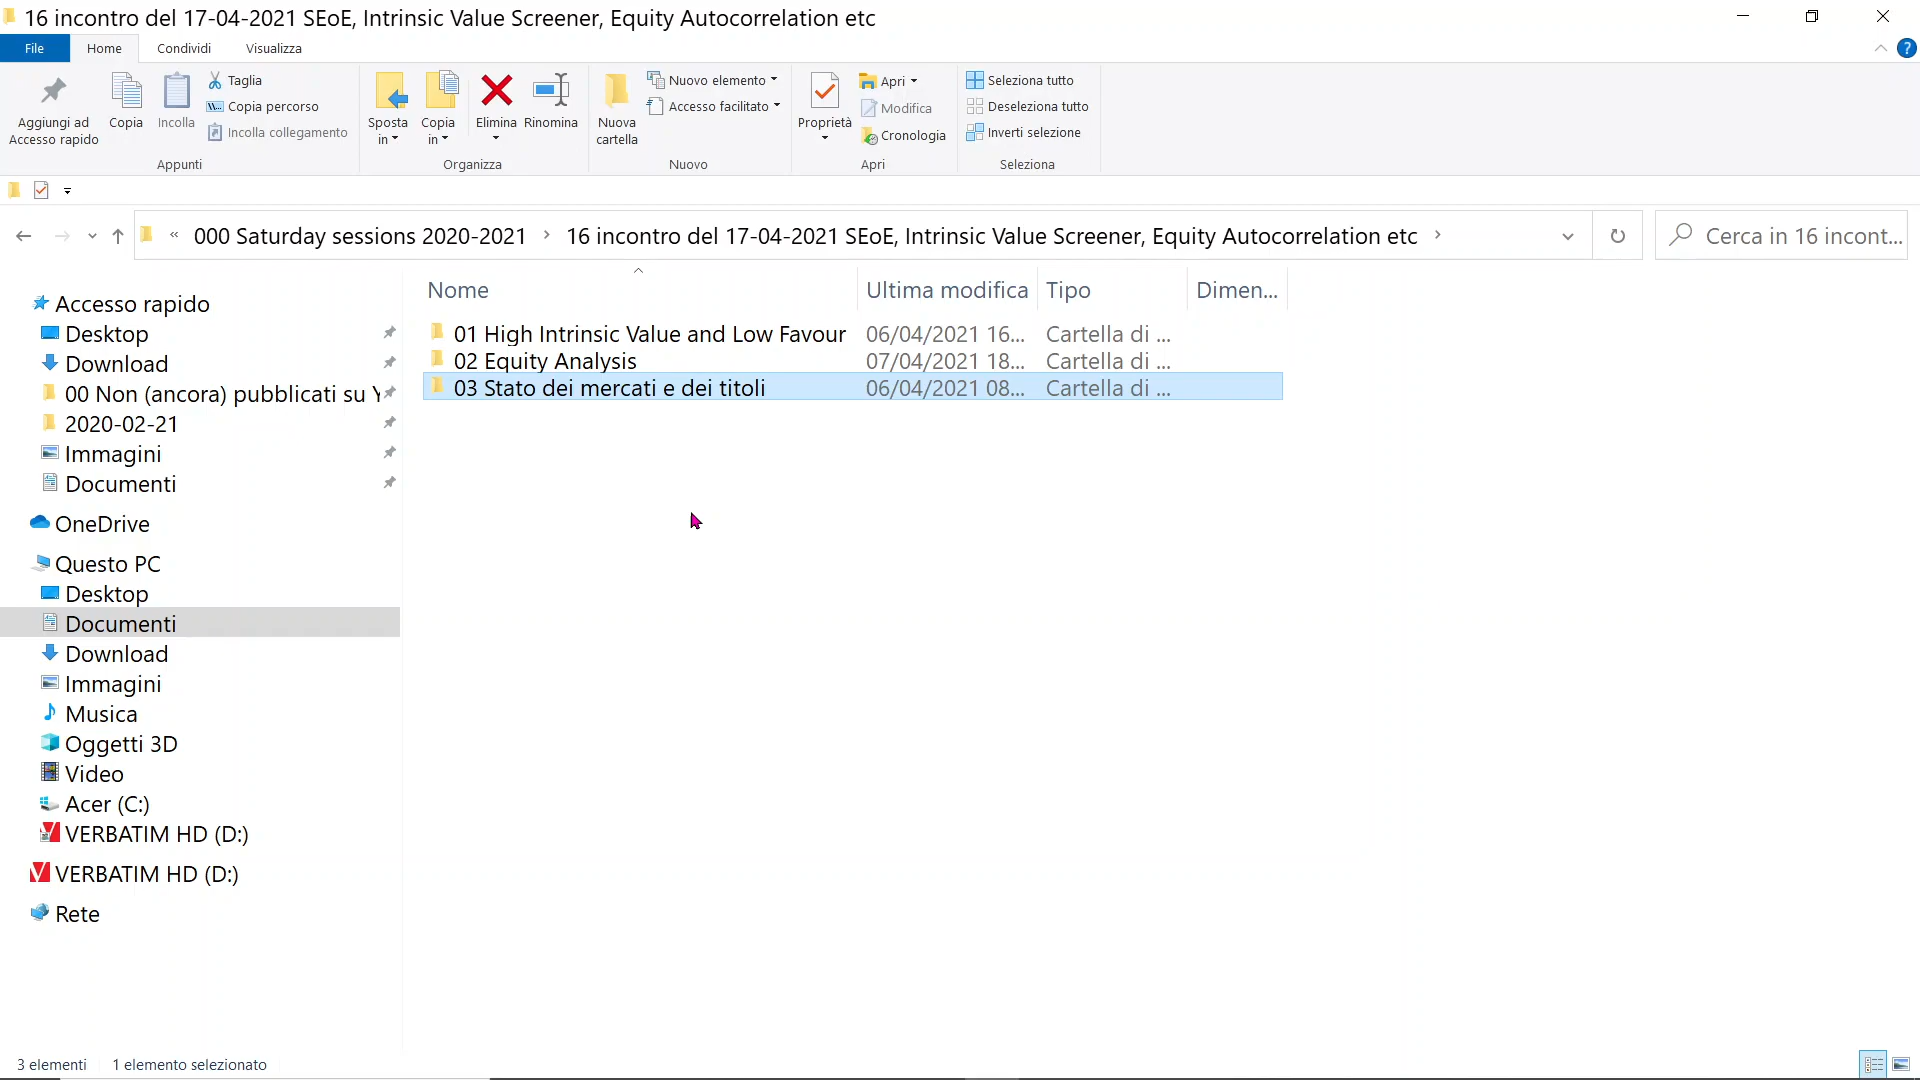 16 incontro del 17-04-2021 SEoE, Intrinsic Value Screener, Equity Autocorrelation etc
File Home Condividi Visualizza
Aggiungi ad Accesso rapido
Copia
Incolla
Taglia
Copia percorso
Incolla collegamento
Appunti
Sposta in
Copia in
Elimina
Rinomina
Organizza
Nuova cartella
Nuovo elemento
Accesso facilitato
Nuovo
Proprietà
Apri
Modifica
Cronologia
Apri
Seleziona tutto
Deseleziona tutto
Inverti selezione
Seleziona
« 000 Saturday sessions 2020-2021 › 16 incontro del 17-04-2021 SEoE, Intrinsic Value Screener, Equity Autocorrelation etc ›
Cerca in 16 incont...
Nome Ultima modifica Tipo Dimen...
01 High Intrinsic Value and Low Favour 06/04/2021 16... Cartella di ...
02 Equity Analysis 07/04/2021 18... Cartella di ...
03 Stato dei mercati e dei titoli 06/04/2021 08... Cartella di ...
Accesso rapido
Desktop
Download
00 Non (ancora) pubblicati su
2020-02-21
Immagini
Documenti
OneDrive
Questo PC
Desktop
Documenti
Download
Immagini
Musica
Oggetti 3D
Video
Acer (C:)
VERBATIM HD (D:)
VERBATIM HD (D:)
Rete
3 elementi 1 elemento selezionato